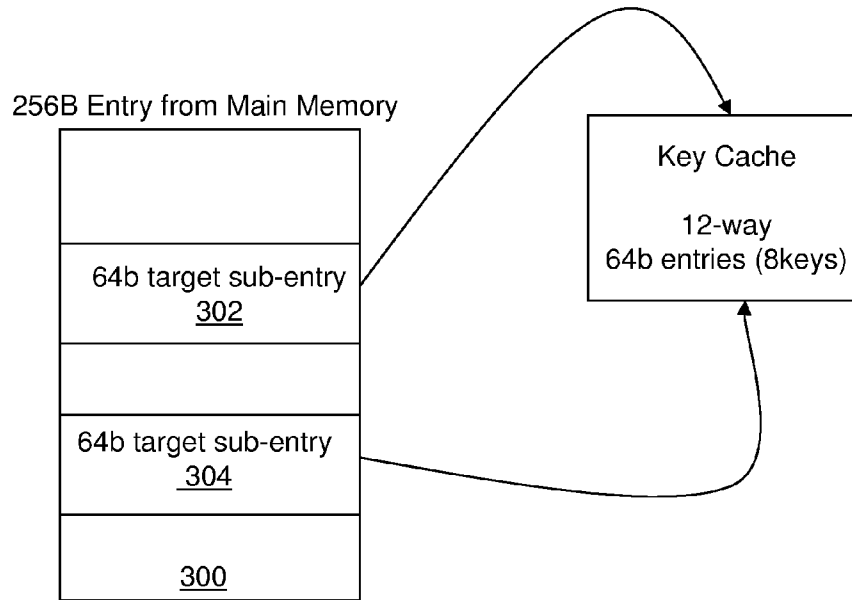 256B Entry from Main Memory
64b target sub-entry
302
64b target sub-entry
304
300
Key Cache
12-way
64b entries (8keys)